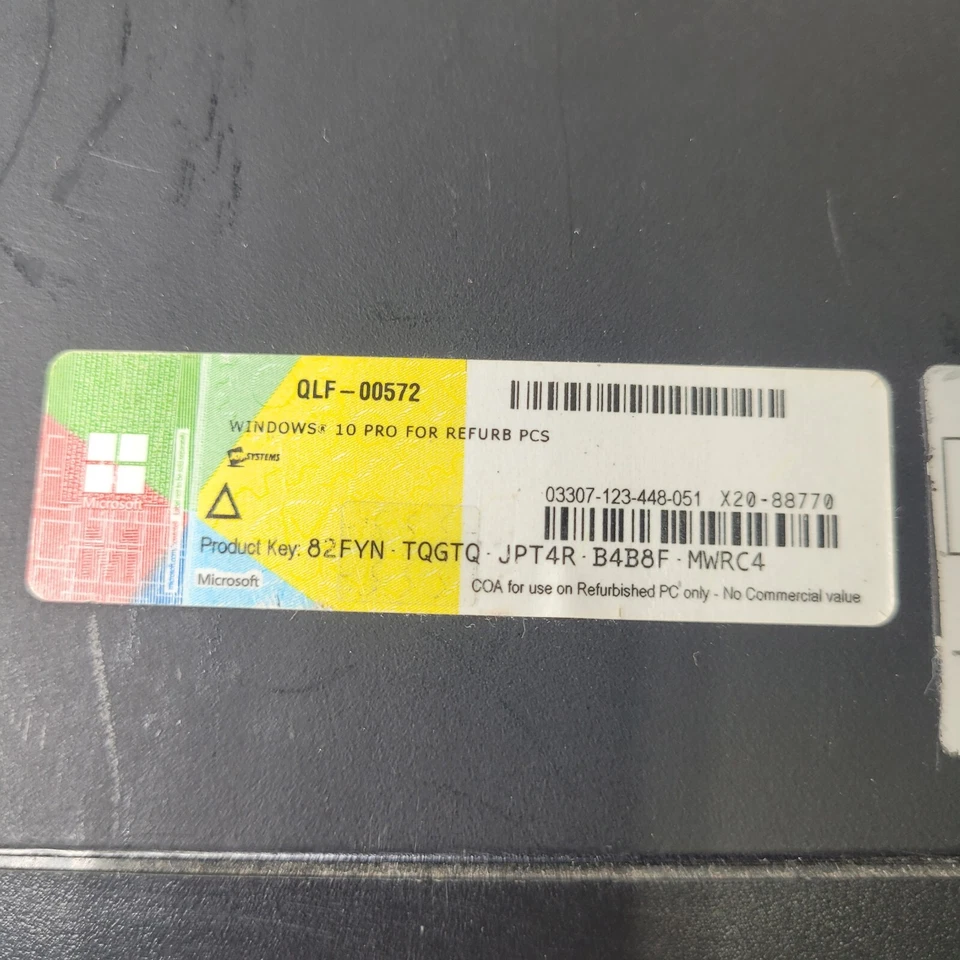 QLF-00572
WINDOWS® 10 PRO FOR REFURB PCS
SYSTEMS
03307-123-448-051 X20-88770
Product Key: 82FYN-TQGTQ-JPT4R-B4B8F-MWRC4
Microsoft
Microsoft
COA for use on Refurbished PC only - No Commercial value